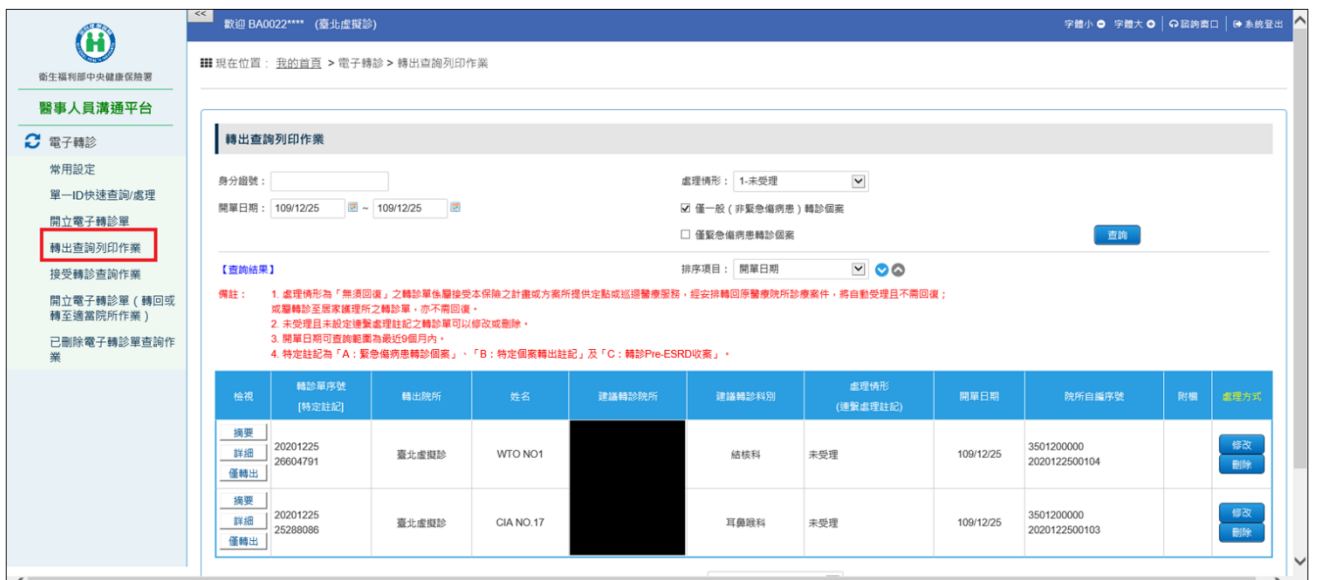 <<
歡迎 BA0022**** (臺北虛擬診)
字體小
字體大
諮詢窗口
系統登出
衛生福利部中央健康保險署
現在位置： 我的首頁 > 電子轉診 > 轉出查詢列印作業
醫事人員溝通平台
電子轉診
常用設定
單一ID快速查詢/處理
開立電子轉診單
轉出查詢列印作業
接受轉診查詢作業
開立電子轉診單（轉回或
轉至適當院所作業）
已刪除電子轉診單查詢作
業
轉出查詢列印作業
身分證號：
處理情形： 1-未受理
開單日期： 109/12/25 ~ 109/12/25
僅一般（非緊急傷病患）轉診個案
僅緊急傷病患轉診個案
查詢
【查詢結果】
排序項目： 開單日期
備註： 1. 處理情形為「無須回復」之轉診單係屬接受本保險之計畫或方案所提供定點或巡迴醫療服務，經安排轉回原醫療院所診療案件，將自動受理且不需回復；
或屬轉診至居家護理所之轉診單，亦不需回復。
2. 未受理且未設定連繫處理註記之轉診單可以修改或刪除。
3. 開單日期可查詢範圍為最近9個月內。
4. 特定註記為「A：緊急傷病患轉診個案」、「B：特定個案轉出註記」及「C：轉診Pre-ESRD收案」。
檢視 轉診單序號 轉出院所 姓名 建議轉診院所 建議轉診科別 處理情形 開單日期 院所自編序號 附檔 處理方式
[特定註記] (連繫處理註記)
摘要
詳細
僅轉出
20201225
26604791
臺北虛擬診
WTO NO1
結核科
未受理
109/12/25
3501200000
2020122500104
修改
刪除
摘要
詳細
僅轉出
20201225
25288086
臺北虛擬診
CIA NO.17
耳鼻喉科
未受理
109/12/25
3501200000
2020122500103
修改
刪除